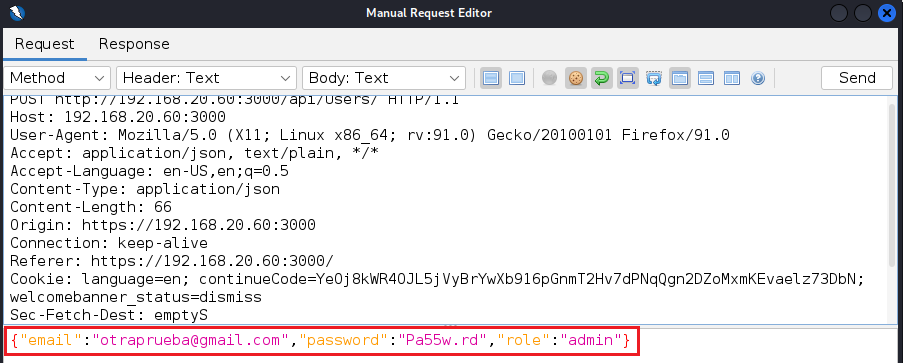 Manual Request Editor
Request Response
Method Header: Text Body: Text Send
POST http://192.168.20.60:3000/api/Users/ HTTP/1.1
Host: 192.168.20.60:3000
User-Agent: Mozilla/5.0 (X11; Linux x86_64; rv:91.0) Gecko/20100101 Firefox/91.0
Accept: application/json, text/plain, */*
Accept-Language: en-US,en;q=0.5
Content-Type: application/json
Content-Length: 66
Origin: https://192.168.20.60:3000
Connection: keep-alive
Referer: https://192.168.20.60:3000/
Cookie: language=en; continueCode=YeOj8kWR4OJL5jVyBrYwXb916pGnmT2Hv7dPNqQgn2DZoMxmKEvaelz73DbN;
welcomebanner_status=dismiss
Sec-Fetch-Dest: emptyS
{"email":"otraprueba@gmail.com","password":"Pa55w.rd","role":"admin"}